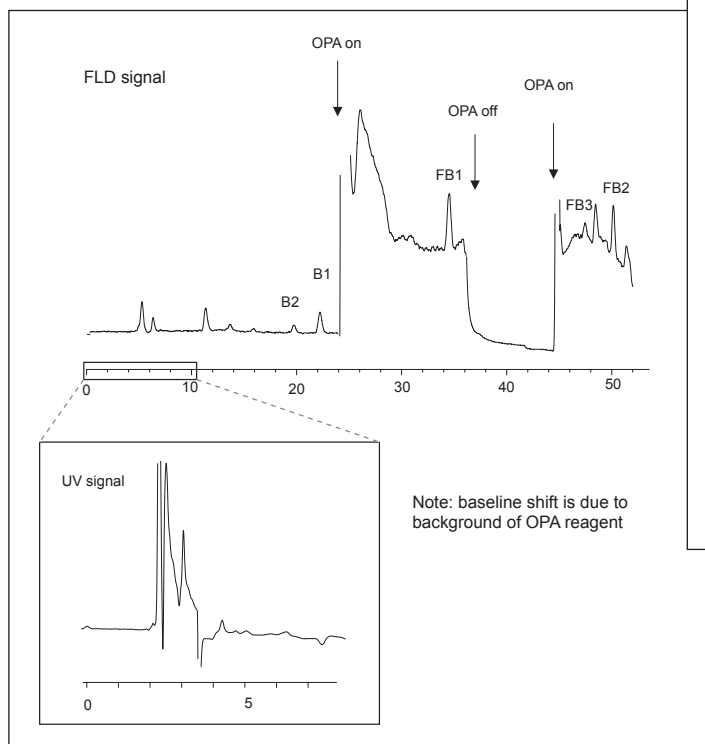 OPA on
FLD signal
OPA off
OPA on
FB1
FB3
FB2
B1
B2
0 10 20 30 40 50
UV signal
Note: baseline shift is due to
background of OPA reagent
0 5